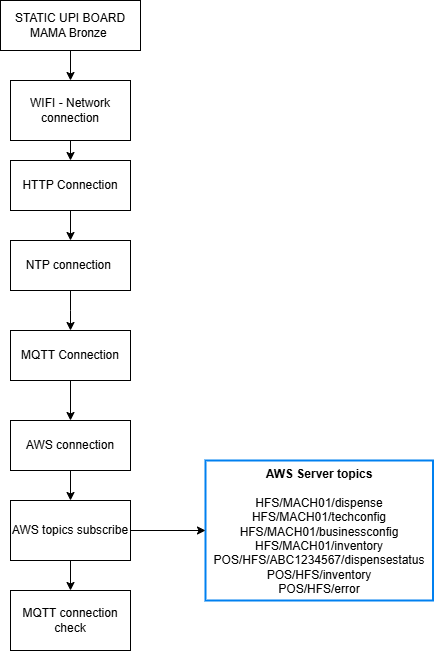 STATIC UPI BOARD
MAMA Bronze
WIFI - Network
connection
HTTP Connection
NTP connection
MQTT Connection
AWS connection
AWS topics subscribe
AWS Server topics
HFS/MACH01/dispense
HFS/MACH01/techconfig
HFS/MACH01/businessconfig
HFS/MACH01/inventory
POS/HFS/ABC1234567/dispensestatus
POS/HFS/inventory
POS/HFS/error
MQTT connection
check